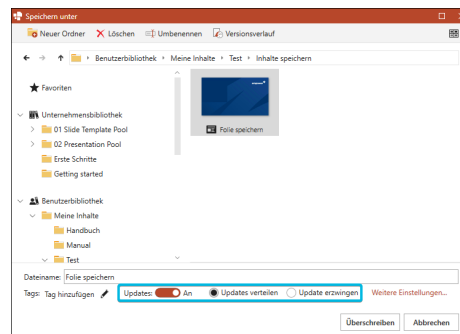 Speichern unter
Neuer Ordner Löschen Umbenennen Versionsverlauf
Benutzerbibliothek Meine Inhalte Test Inhalte speichern
Favoriten
Unternehmensbibliothek
01 Slide Template Pool
02 Presentation Pool
Erste Schritte
Getting started
Benutzerbibliothek
Meine Inhalte
Handbuch
Manual
Test
Folie speichern
Dateiname: Folie speichern
Tags: Tag hinzufügen Updates: An Updates verteilen Update erzwingen Weitere Einstellungen...
Überschreiben Abbrechen